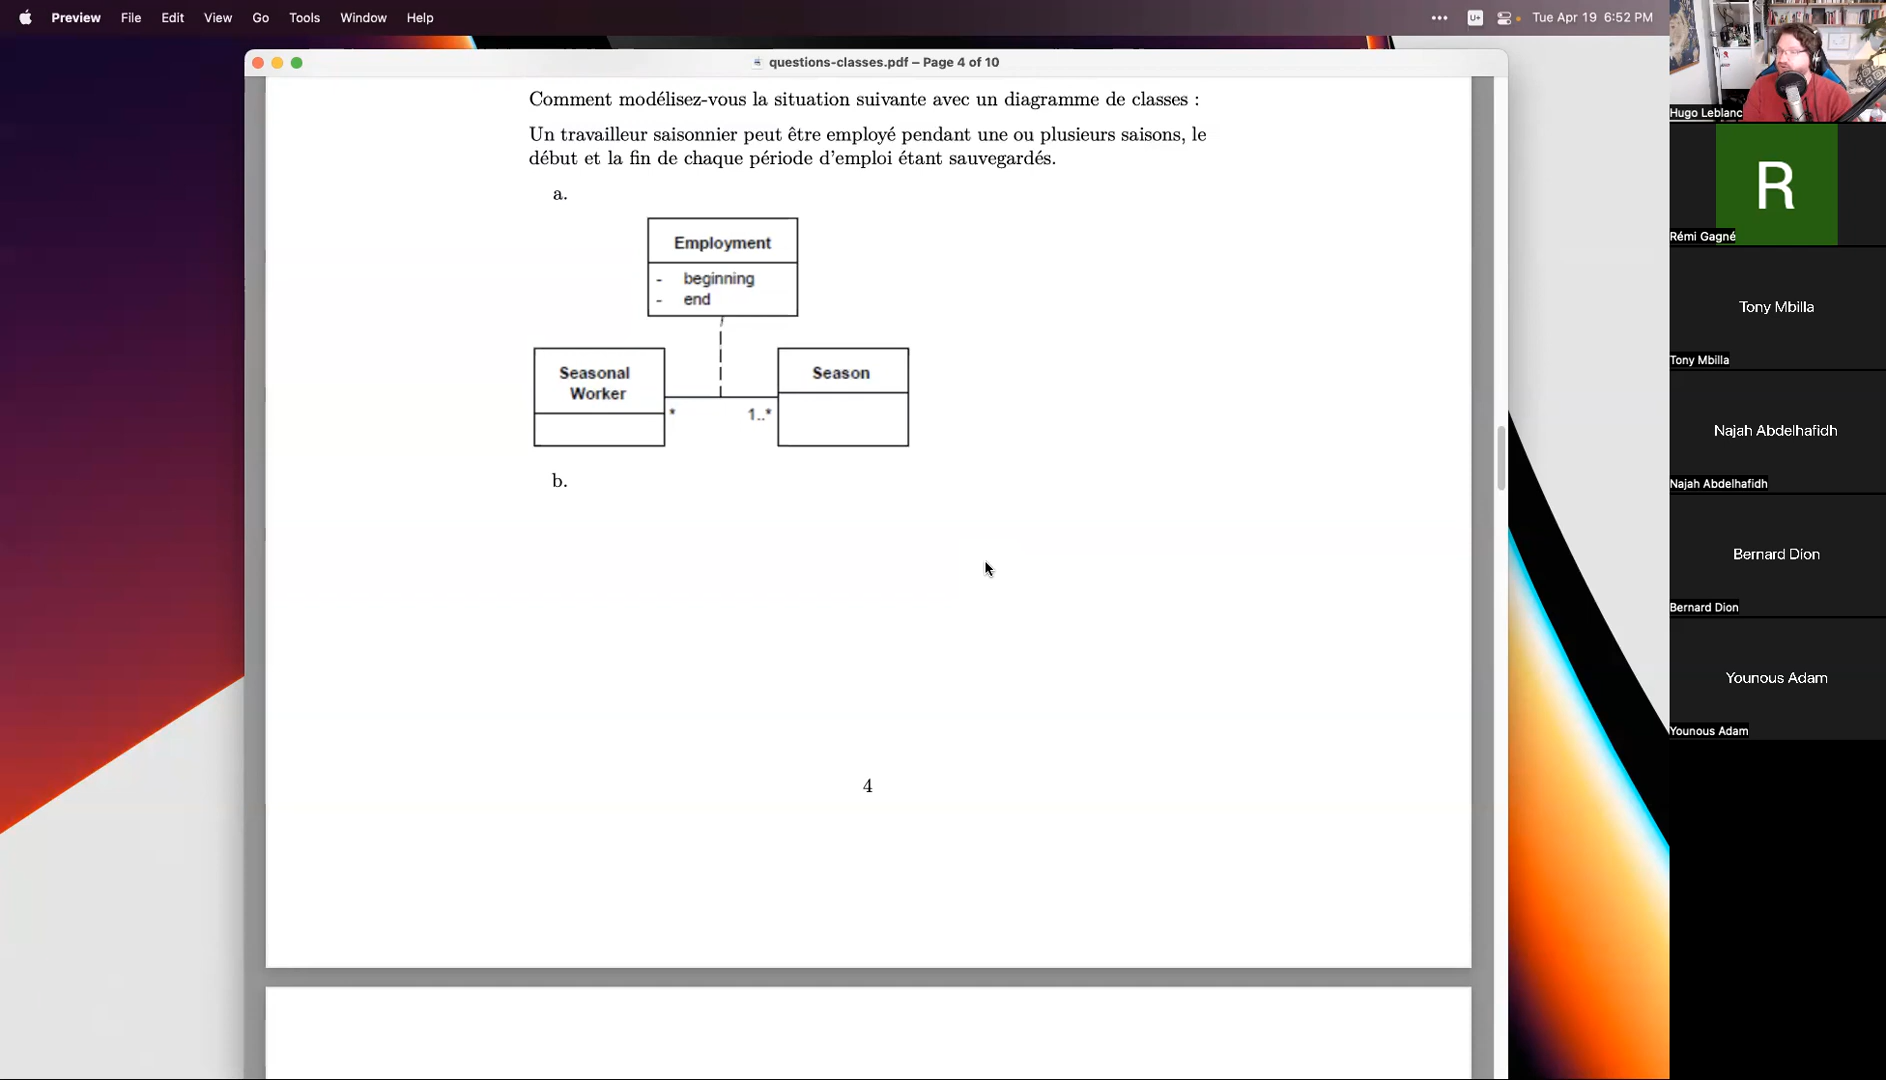 Preview File Edit View Go Tools Window Help
U+ Tue Apr 19 6:52 PM
questions-classes.pdf – Page 4 of 10
Comment modélisez-vous la situation suivante avec un diagramme de classes :
Un travailleur saisonnier peut être employé pendant une ou plusieurs saisons, le
début et la fin de chaque période d'emploi étant sauvegardés.
a.
Employment
- beginning
- end
Seasonal
Worker
Season
* 1..*
b.
4
Hugo Leblanc
R
Rémi Gagné
Tony Mbilla
Tony Mbilla
Najah Abdelhafidh
Najah Abdelhafidh
Bernard Dion
Bernard Dion
Younous Adam
Younous Adam